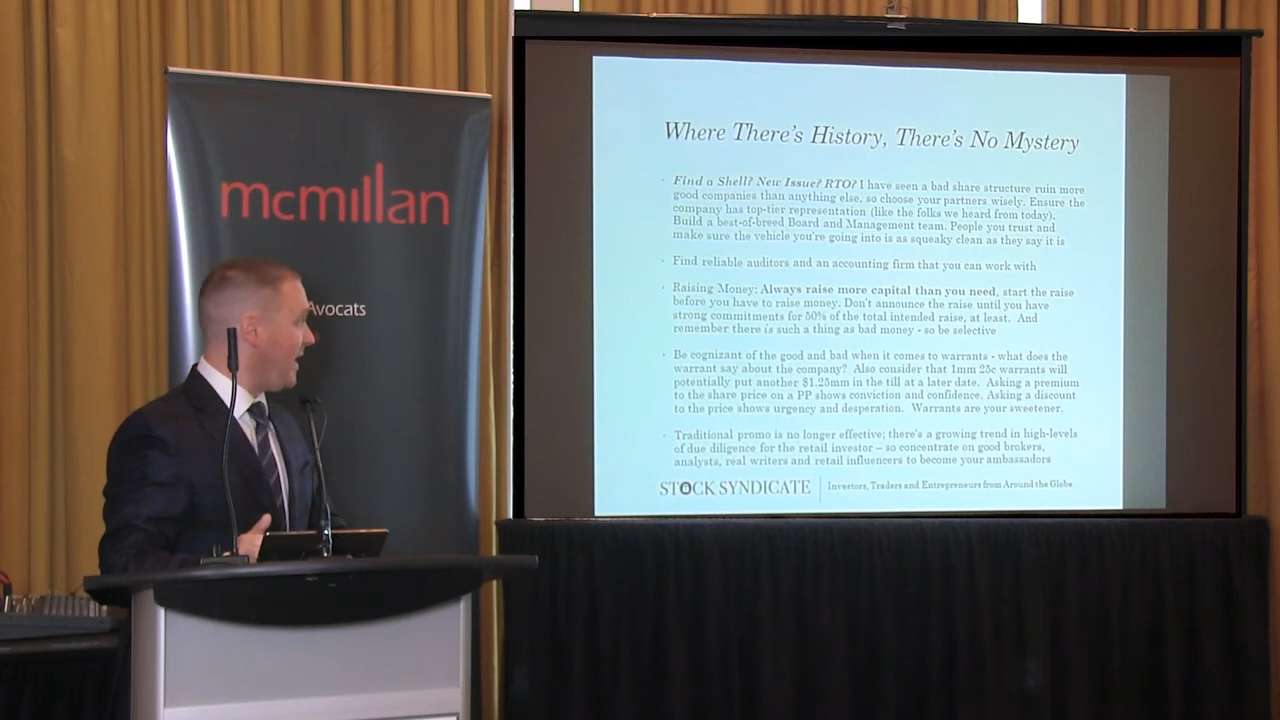 mcmillan
Avocats
Where There's History, There's No Mystery
· Find a Shell? New Issue? RTO? I have seen a bad share structure ruin more
good companies than anything else, so choose your partners wisely. Ensure the
company has top-tier representation (like the folks we heard from today).
Build a best-of-breed Board and Management team. People you trust and
make sure the vehicle you're going into is as squeaky clean as they say it is
· Find reliable auditors and an accounting firm that you can work with
· Raising Money: Always raise more capital than you need, start the raise
before you have to raise money. Don't announce the raise until you have
strong commitments for 50% of the total intended raise, at least. And
remember there is such a thing as bad money - so be selective
· Be cognizant of the good and bad when it comes to warrants - what does the
warrant say about the company? Also consider that 1mm 25c warrants will
potentially put another $1.25mm in the till at a later date. Asking a premium
to the share price on a PP shows conviction and confidence. Asking a discount
to the price shows urgency and desperation. Warrants are your sweetener.
· Traditional promo is no longer effective; there's a growing trend in high-levels
of due diligence for the retail investor – so concentrate on good brokers,
analysts, real writers and retail influencers to become your ambassadors
STOCK SYNDICATE | Investors, Traders and Entrepreneurs from Around the Globe